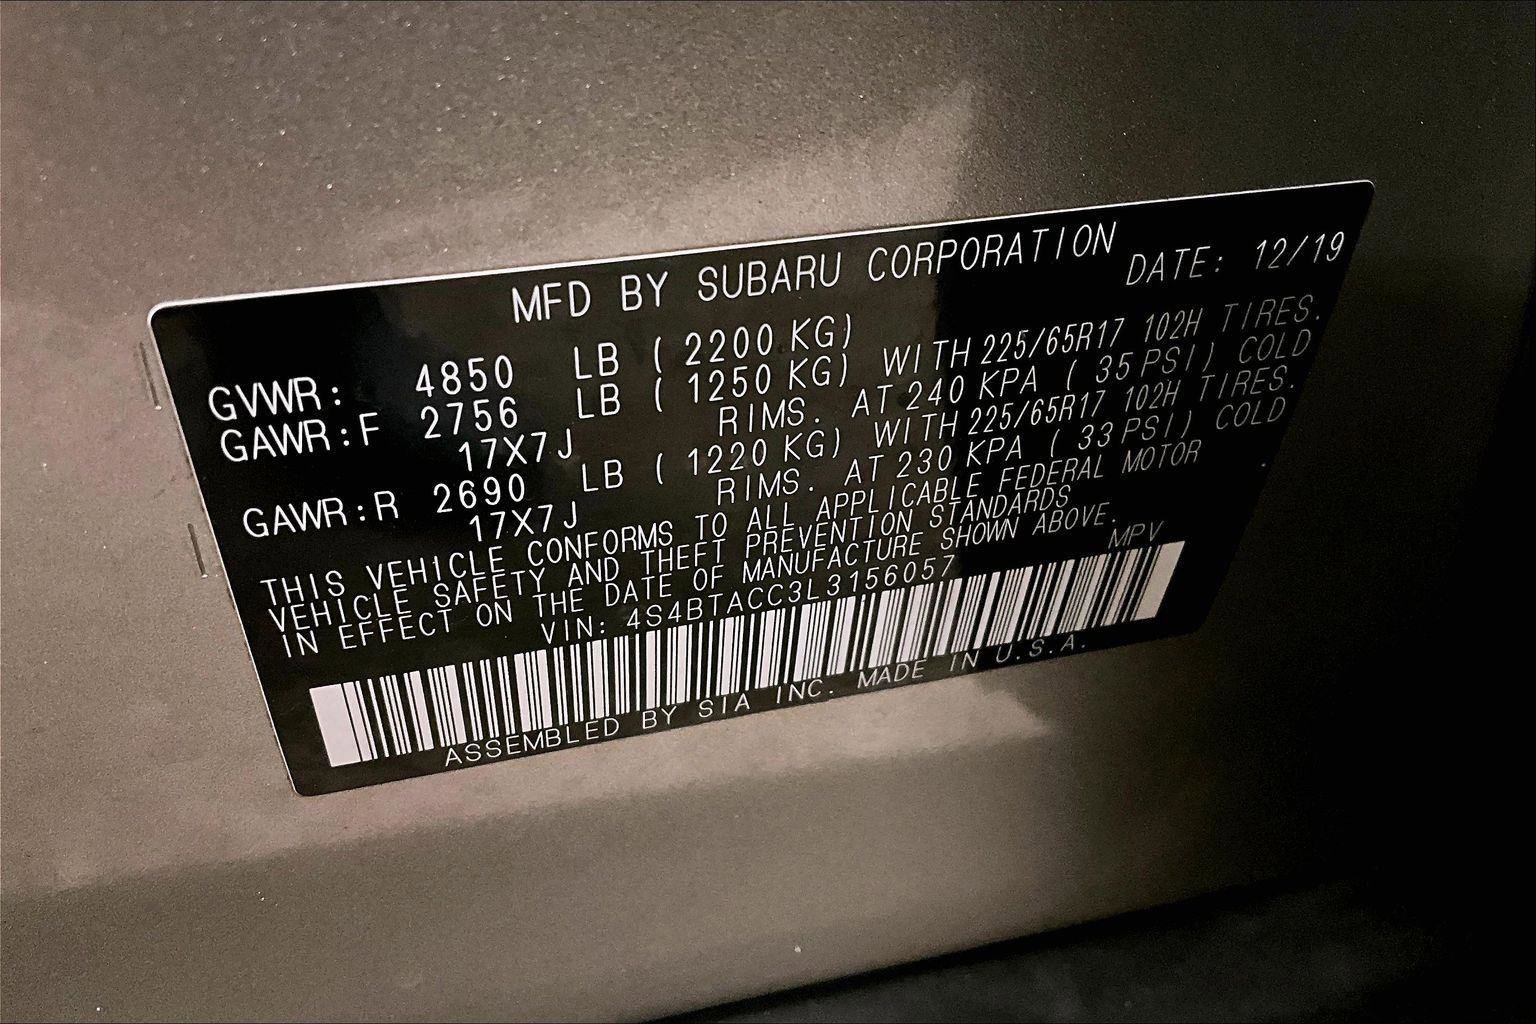 MFD BY SUBARU CORPORATION
DATE: 12/19
GVWR: 4850 LB ( 2200 KG)
GAWR:F 2756 LB ( 1250 KG) WITH 225/65R17 102H TIRES.
17X7J RIMS. AT 240 KPA ( 35 PSI) COLD
GAWR:R 2690 LB ( 1220 KG) WITH 225/65R17 102H TIRES.
17X7J RIMS. AT 230 KPA ( 33 PSI) COLD .
THIS VEHICLE CONFORMS TO ALL APPLICABLE FEDERAL MOTOR
VEHICLE SAFETY AND THEFT PREVENTION STANDARDS
IN EFFECT ON THE DATE OF MANUFACTURE SHOWN ABOVE.
VIN: 4S4BTACC3L3156057 MPV
ASSEMBLED BY SIA INC. MADE IN U.S.A.